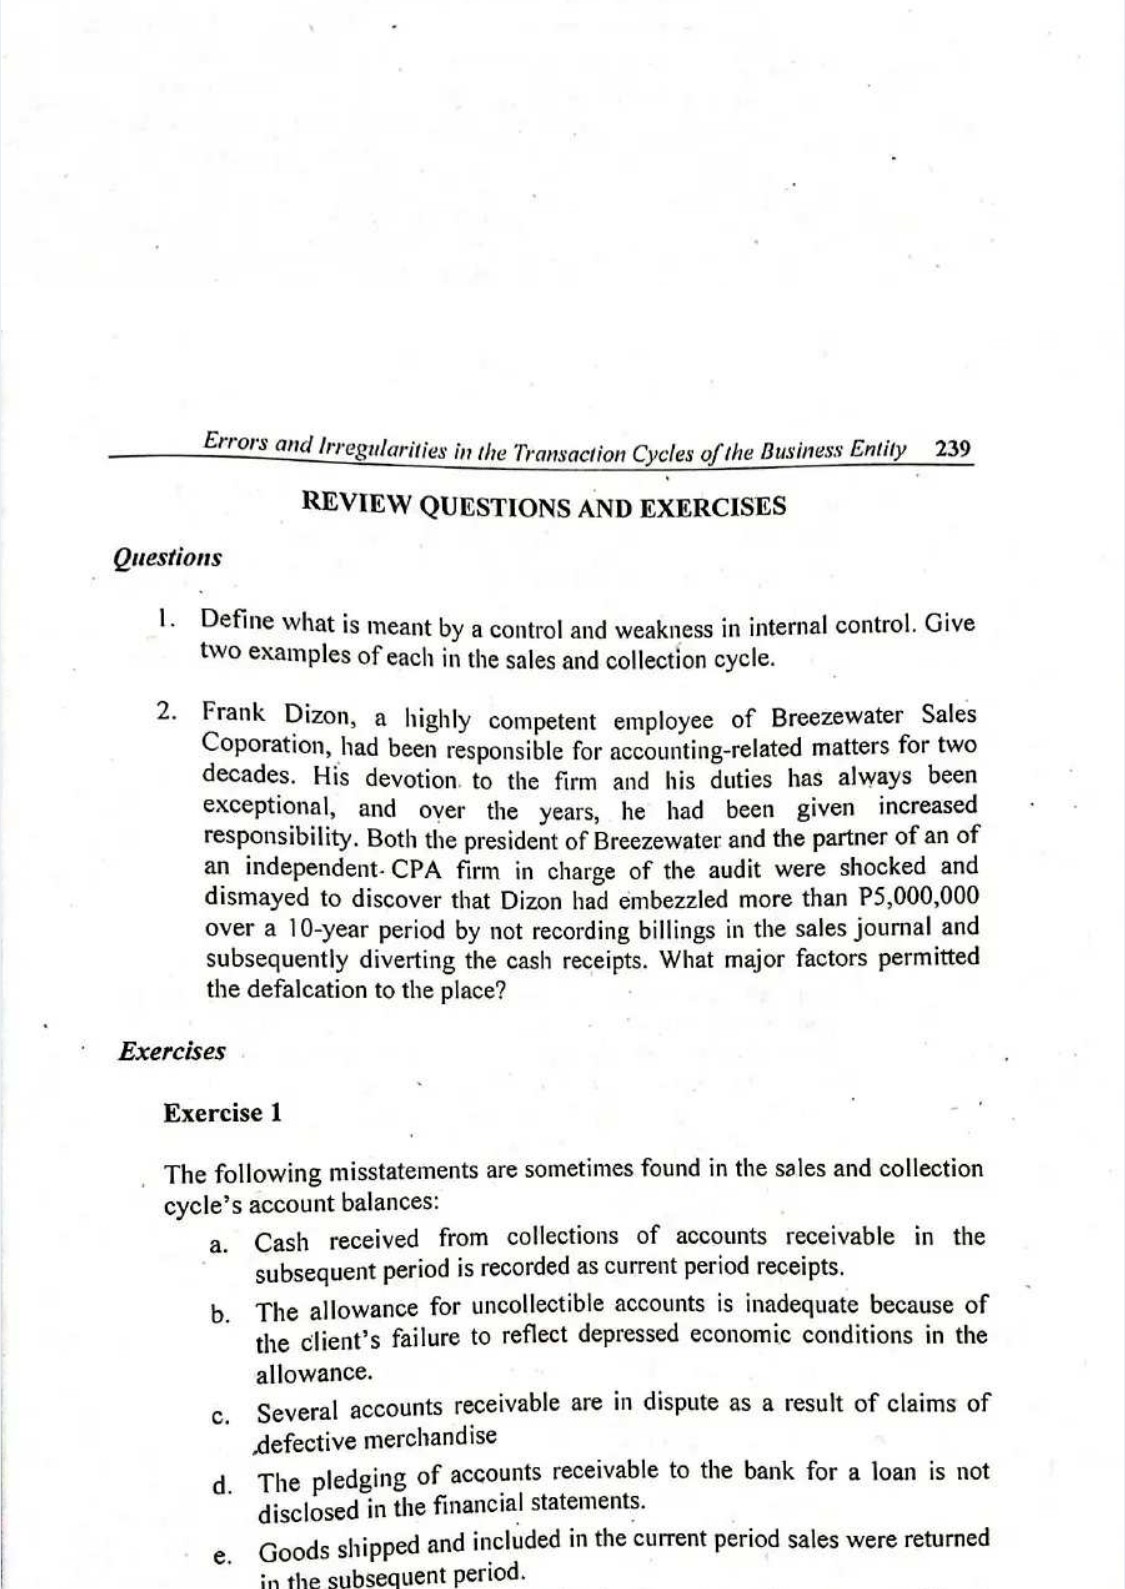 Errors and Irregularities in the Transaction Cycles of the Business Entity 239
REVIEW QUESTIONS AND EXERCISES
Questions
1. Define what is meant by a control and weakness in internal control. Give
two examples of each in the sales and collection cycle.
2. Frank Dizon, a highly competent employee of Breezewater Sales
Coporation, had been responsible for accounting-related matters for two
decades. His devotion to the firm and his duties has always been
exceptional, and over the years, he had been given increased
responsibility. Both the president of Breezewater and the partner of an of
an independent CPA firm in charge of the audit were shocked and
dismayed to discover that Dizon had embezzled more than P5,000,000
over a 10-year period by not recording billings in the sales journal and
subsequently diverting the cash receipts. What major factors permitted
the defalcation to the place?
Exercises
Exercise 1
The following misstatements are sometimes found in the sales and collection
cycle's account balances:
a. Cash received from collections of accounts receivable in the
subsequent period is recorded as current period receipts.
b. The allowance for uncollectible accounts is inadequate because of
the client's failure to reflect depressed economic conditions in the
allowance.
c. Several accounts receivable are in dispute as a result of claims of
defective merchandise
d. The pledging of accounts receivable to the bank for a loan is not
disclosed in the financial statements.
e. Goods shipped and included in the current period sales were returned
in the subsequent period.